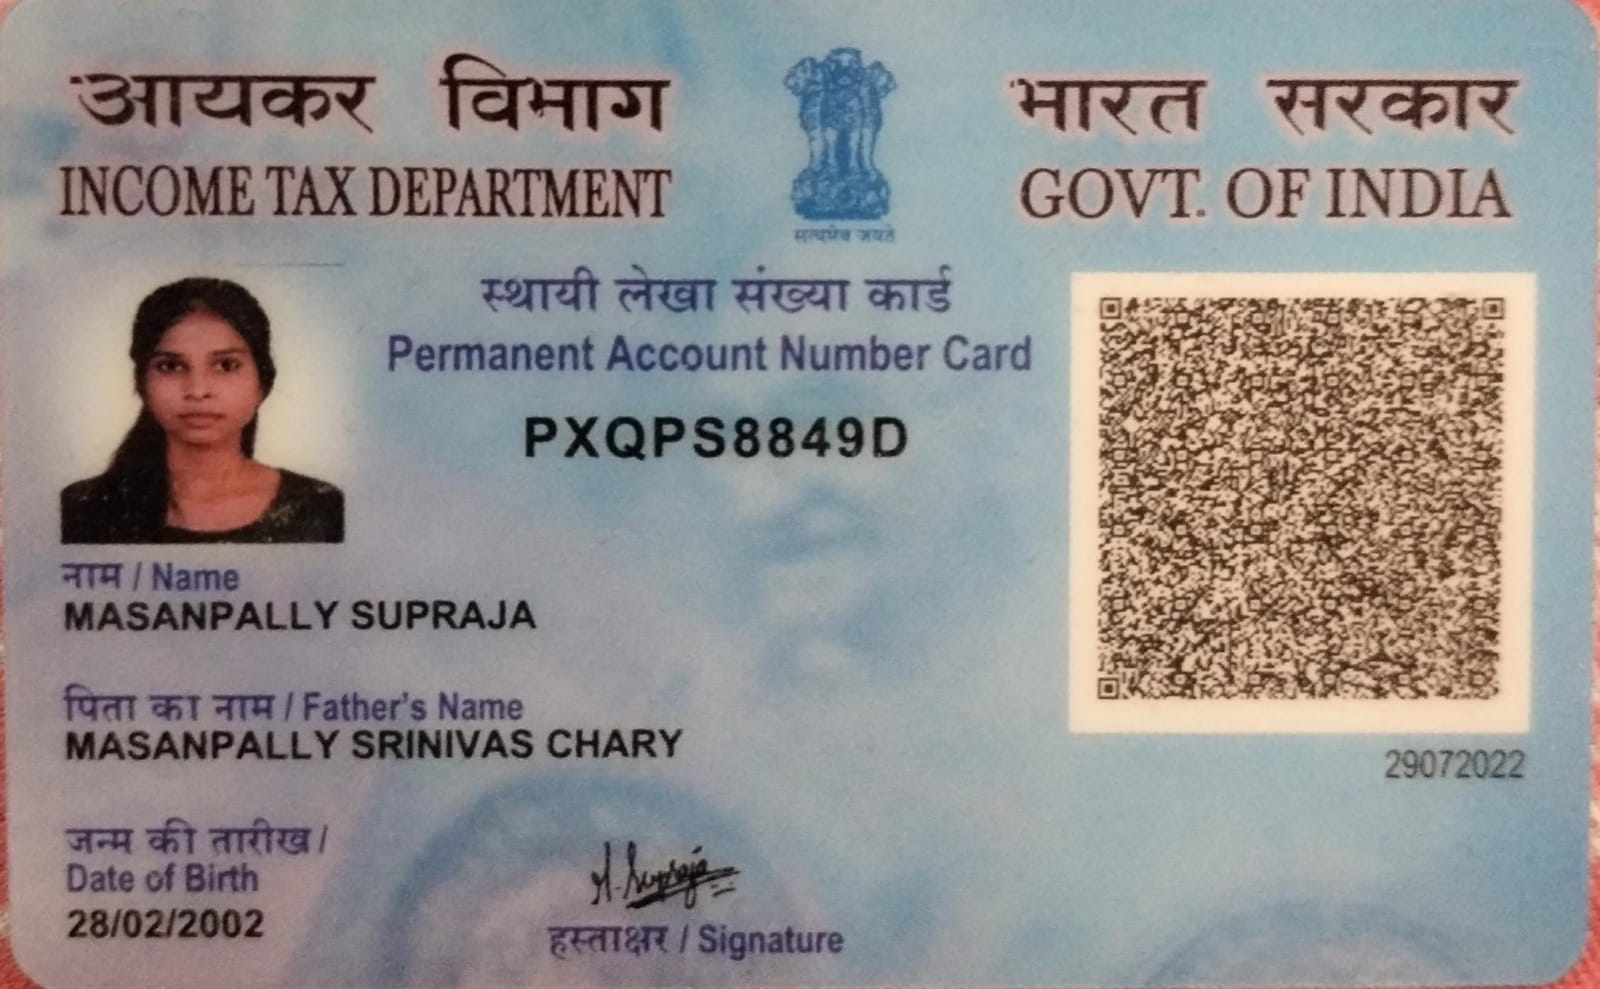 आयकर विभाग
INCOME TAX DEPARTMENT
भारत सरकार
GOVT. OF INDIA
सत्यमेव जयते
स्थायी लेखा संख्या कार्ड
Permanent Account Number Card
PXQPS8849D
नाम / Name
MASANPALLY SUPRAJA
पिता का नाम / Father's Name
MASANPALLY SRINIVAS CHARY
29072022
जन्म की तारीख /
Date of Birth
28/02/2002
M. Supraja
हस्ताक्षर / Signature